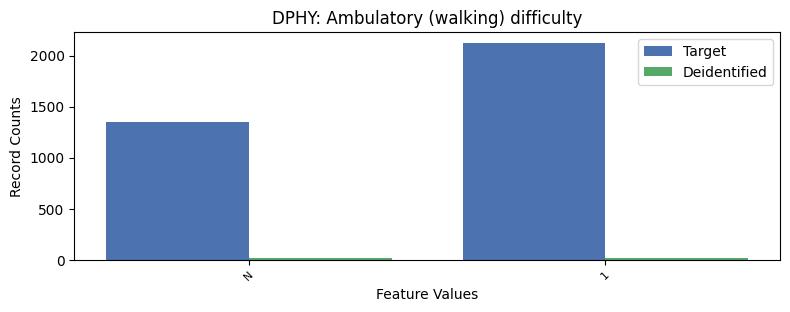 DPHY: Ambulatory (walking) difficulty
Target
Deidentified
Record Counts
2000
1500
1000
500
0
N
1
Feature Values